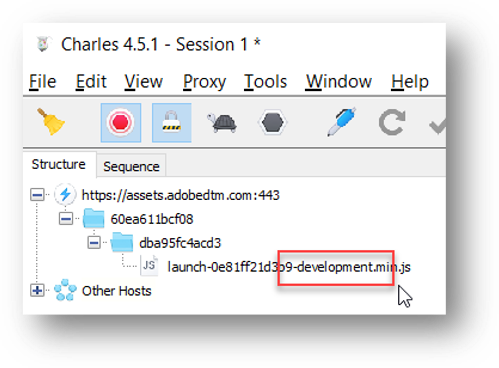 Charles 4.5.1 - Session 1 *
File Edit View Proxy Tools Window Help
Structure Sequence
https://assets.adobedtm.com:443
60ea611bcf08
dba95fc4acd3
JS launch-0e81ff21d3b9-development.min.js
Other Hosts